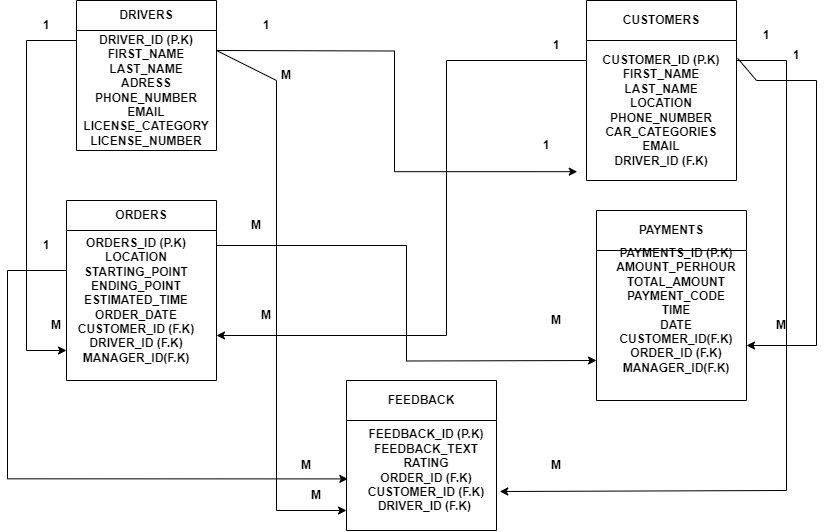 DRIVERS
DRIVER_ID (P.K)
FIRST_NAME
LAST_NAME
ADRESS
PHONE_NUMBER
EMAIL
LICENSE_CATEGORY
LICENSE_NUMBER
CUSTOMERS
CUSTOMER_ID (P.K)
FIRST_NAME
LAST_NAME
LOCATION
PHONE_NUMBER
CAR_CATEGORIES
EMAIL
DRIVER_ID (F.K)
1
1
M
1
1
1
1
ORDERS
ORDERS_ID (P.K)
LOCATION
STARTING_POINT
ENDING_POINT
ESTIMATED_TIME
ORDER_DATE
CUSTOMER_ID (F.K)
DRIVER_ID (F.K)
MANAGER_ID(F.K)
PAYMENTS
PAYMENTS_ID (P.K)
AMOUNT_PERHOUR
TOTAL_AMOUNT
PAYMENT_CODE
TIME
DATE
CUSTOMER_ID(F.K)
ORDER_ID (F.K)
MANAGER_ID(F.K)
1
M
M
M
M
M
FEEDBACK
FEEDBACK_ID (P.K)
FEEDBACK_TEXT
RATING
ORDER_ID (F.K)
CUSTOMER_ID (F.K)
DRIVER_ID (F.K)
M
M
M